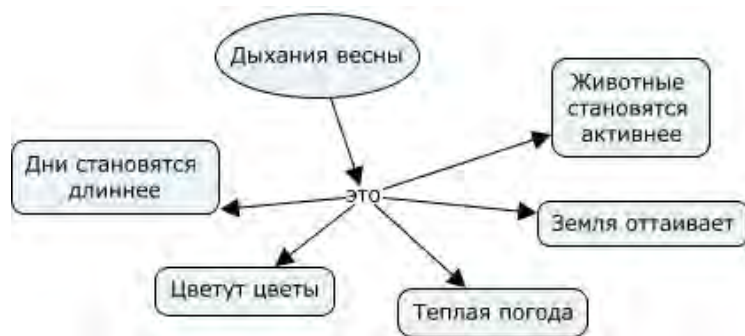 Дыхания весны
Животные
становятся
активнее
Дни становятся
длиннее
это
Земля оттаивает
Цветут цветы
Теплая погода